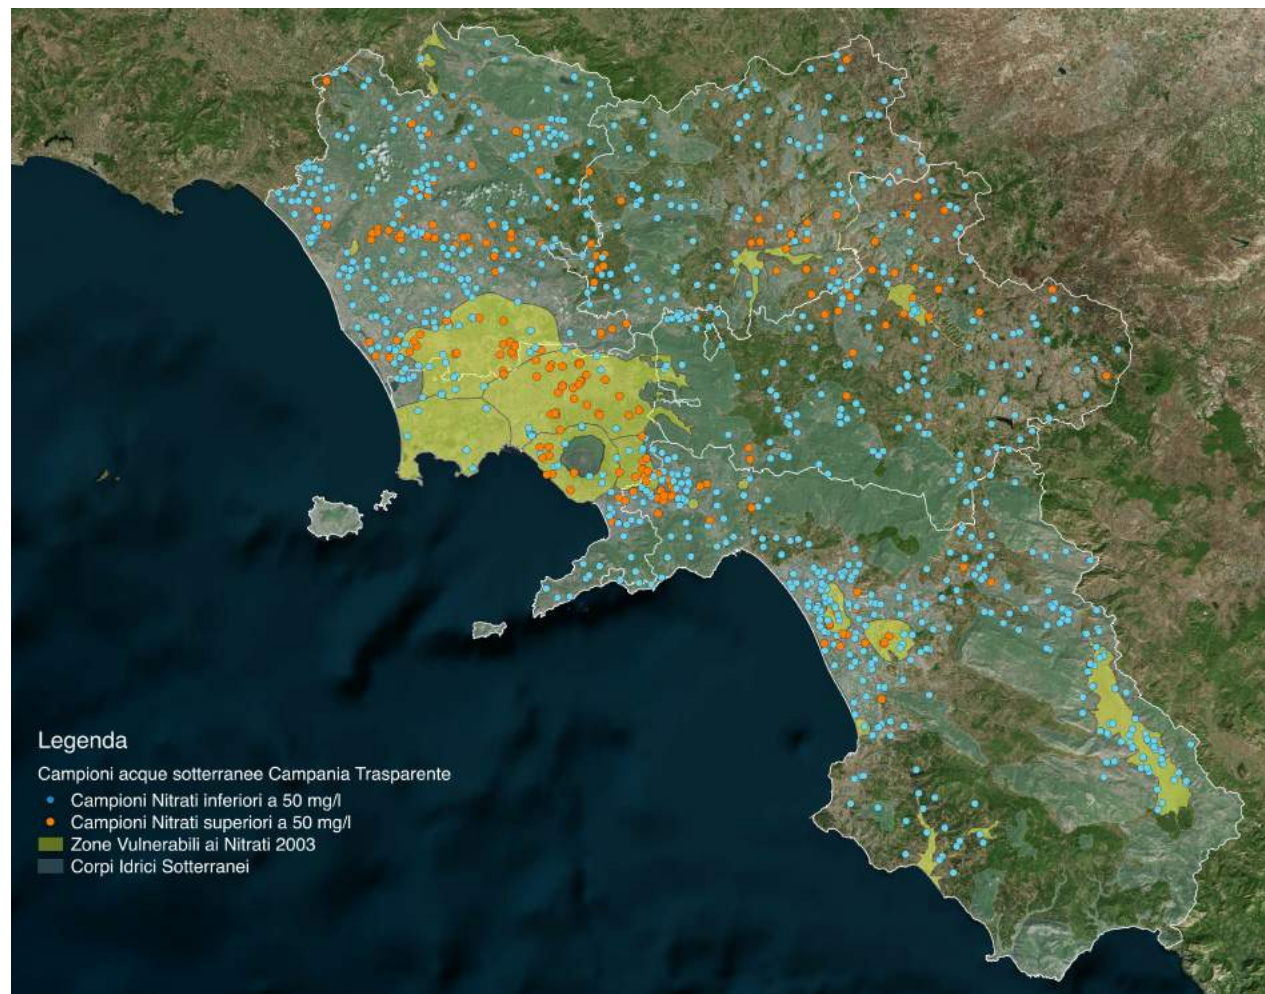 Legenda
Campioni acque sotterranee Campania Trasparente
Campioni Nitrati inferiori a 50 mg/l
Campioni Nitrati superiori a 50 mg/l
Zone Vulnerabili ai Nitrati 2003
Corpi Idrici Sotterranei